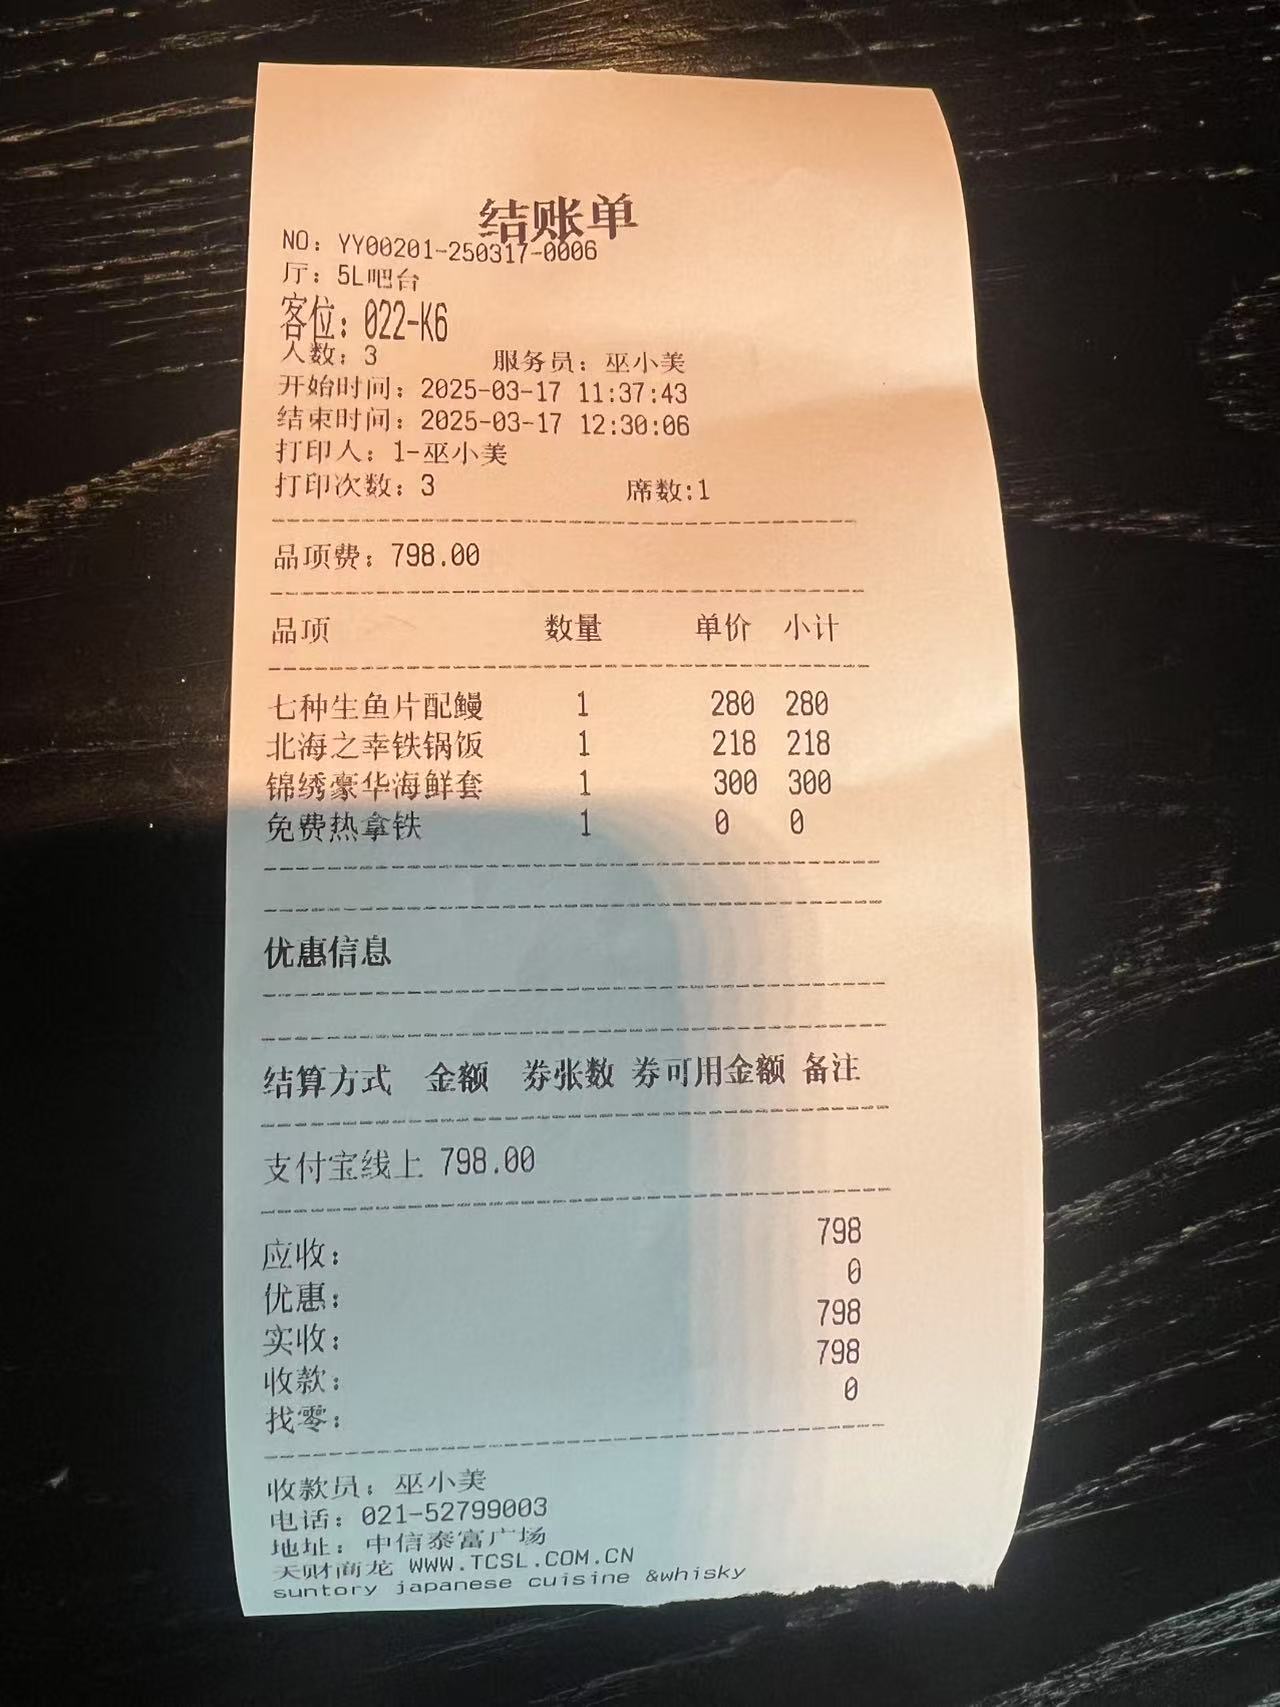 结账单
NO: YY00201-250317-0006
厅: 5L吧台
客位: 022-K6
人数: 3 服务员: 巫小美
开始时间: 2025-03-17 11:37:43
结束时间: 2025-03-17 12:30:06
打印人: 1-巫小美
打印次数: 3 席数:1
品项费: 798.00
品项 数量 单价 小计
七种生鱼片配鳗 1 280 280
北海之幸铁锅饭 1 218 218
锦绣豪华海鲜套 1 300 300
免费热拿铁 1 0 0
优惠信息
结算方式 金额 券张数 券可用金额 备注
支付宝线上 798.00
应收: 798
优惠: 0
实收: 798
收款: 798
找零: 0
收款员: 巫小美
电话: 021-52799003
地址: 中信泰富广场
天财商龙 WWW.TCSL.COM.CN
suntory japanese cuisine &whisky